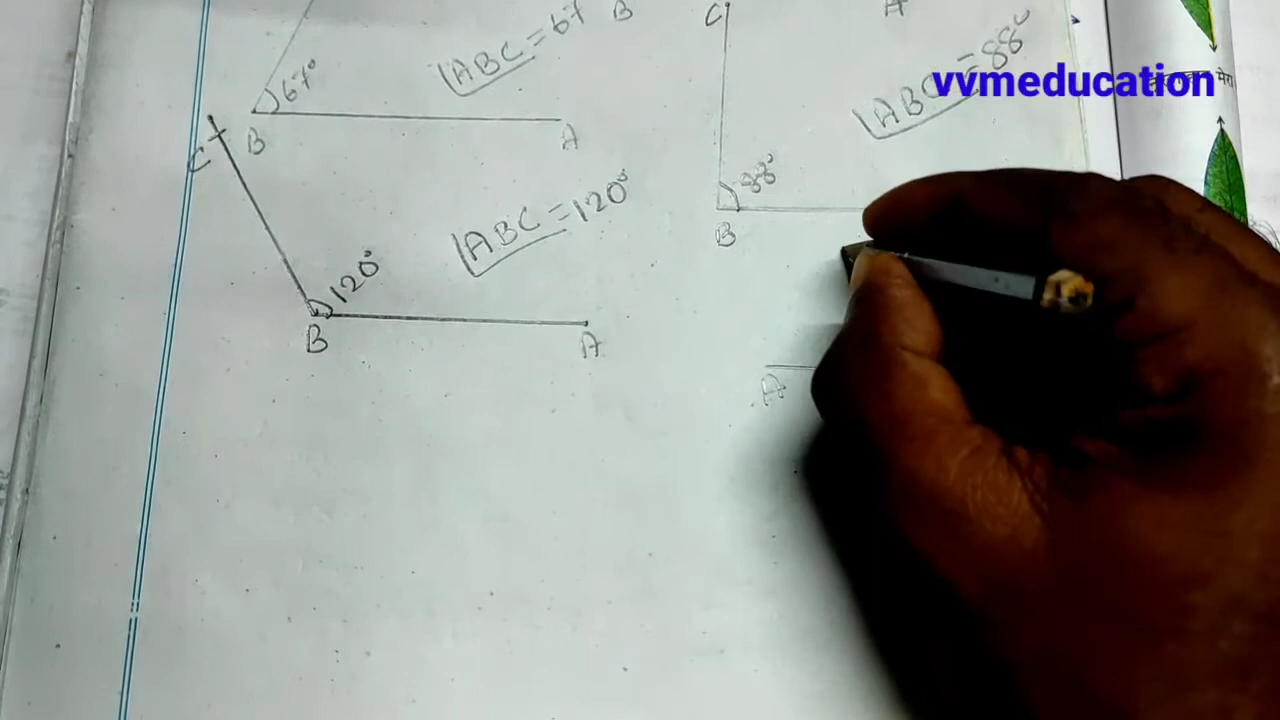 B
C
A
67°
∠ABC = 67
B
A
C
∠ABC = 88°
vvmeducation
88°
B
120°
∠ABC = 120°
B
A
A